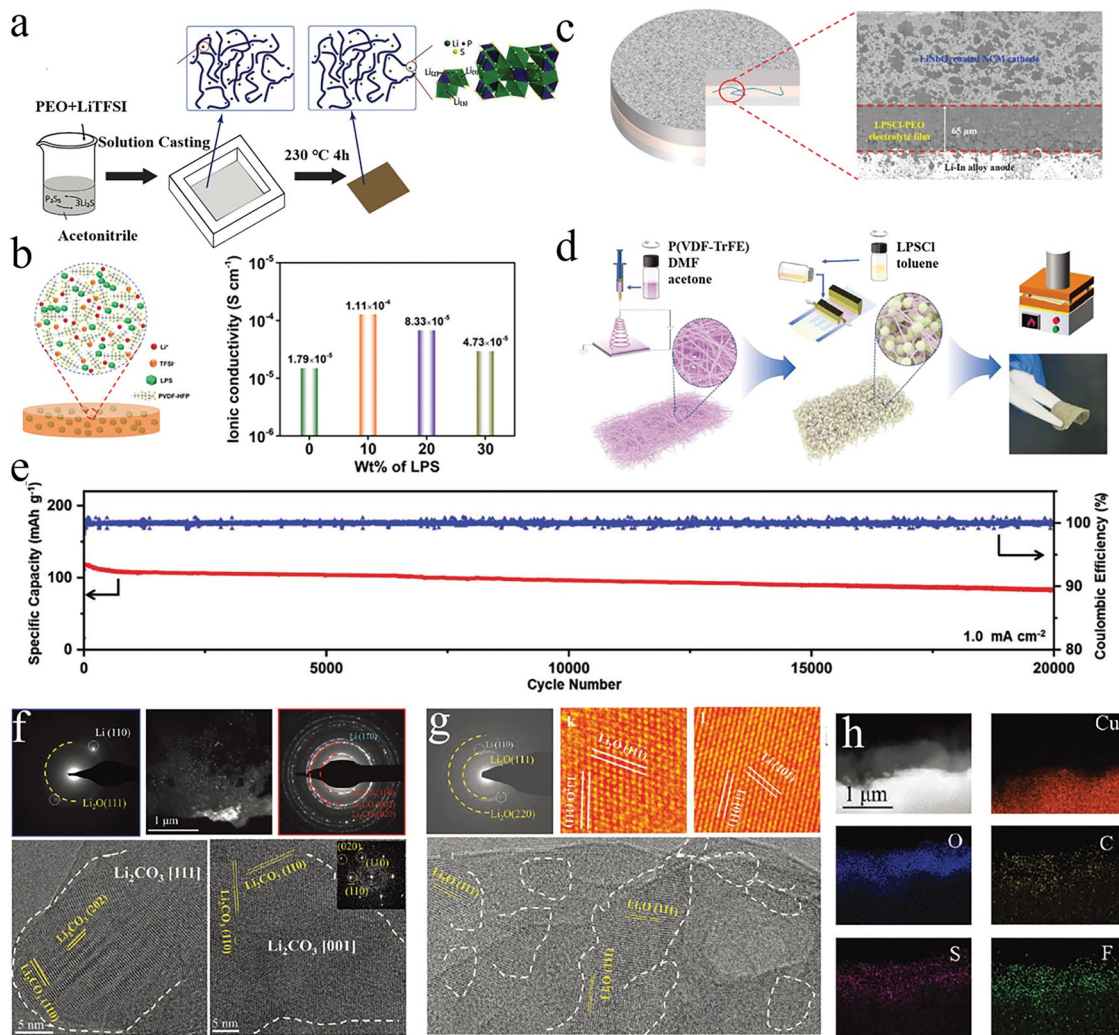 a
PEO+LiTFSI
Solution Casting
P₂S₅
3Li₂S
Acetonitrile
230 °C 4h
Li P
S
Li(2)
Li(1)
Li(3)
b
Li⁺
TFSI⁻
LPS
PVDF-HFP
Ionic conductivity (S cm⁻¹)
10⁻⁵
10⁻⁴
10⁻⁵
10⁻⁶
1.79×10⁻⁵
1.11×10⁻⁴
8.33×10⁻⁵
4.73×10⁻⁵
0 10 20 30
Wt% of LPS
c
LiNbO₃ coated NCM cathode
LPSCl-PEO
electrolyte film
65 μm
Li-In alloy anode
d
P(VDF-TrFE)
DMF
acetone
LPSCl
toluene
e
Specific Capacity (mAh g⁻¹)
200
100
0
Coulombic Efficiency (%)
100
90
80
1.0 mA cm⁻²
0 5000 10000 15000 20000
Cycle Number
f
Li (110)
Li₂O(111)
1 μm
Li (110)
Li₂CO₃ (002)
Li₂CO₃ (020)
Li₂CO₃ [111]
Li₂CO₃ (202)
Li₂CO₃ (110)
5 nm
Li₂CO₃ (110)
Li₂CO₃ (110)
(020)
(110)
(110)
Li₂CO₃ [001]
5 nm
g
Li (110)
Li₂O(111)
Li₂O(220)
k
Li₂O (111)
l
Li₂O (111)
Li₂O (111)
Li₂O (111)
h
1 μm
Cu
O
C
S
F